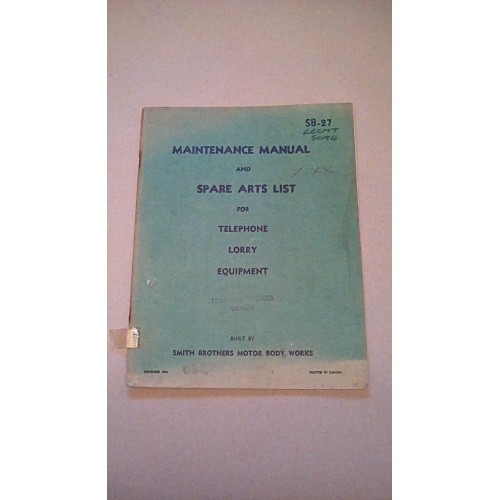 SB-27
MAINTENANCE MANUAL
AND
SPARE ARTS LIST
FOR
TELEPHONE
LORRY
EQUIPMENT
BUILT BY
SMITH BROTHERS MOTOR BODY WORKS
PRINTED IN CANADA